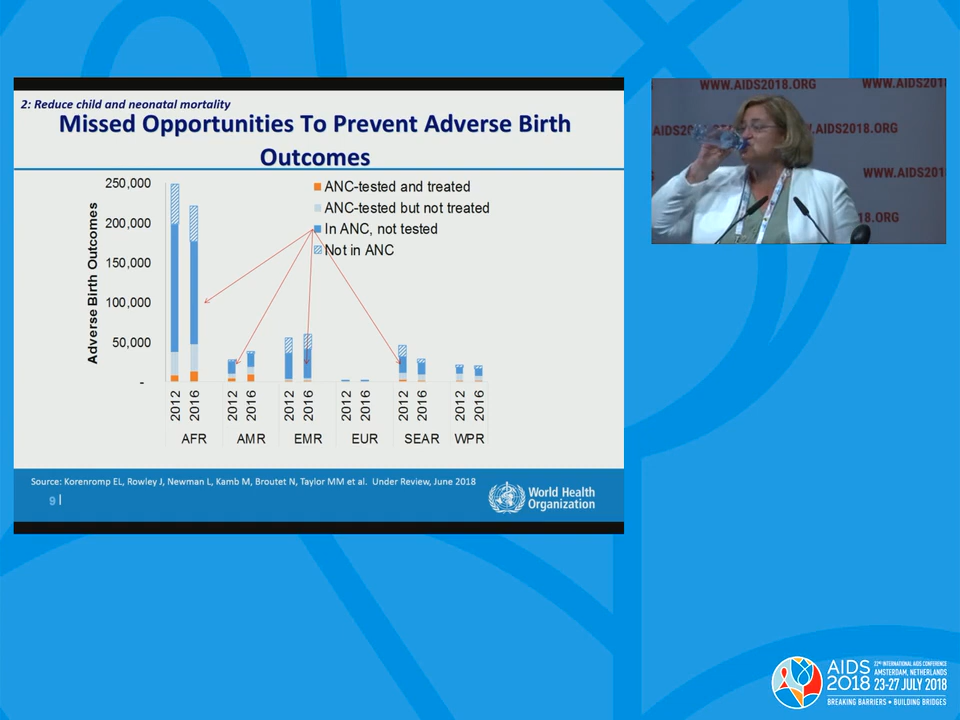 2: Reduce child and neonatal mortality
Missed Opportunities To Prevent Adverse Birth
Outcomes
250,000
200,000
150,000
100,000
50,000
-
Adverse Birth Outcomes
ANC-tested and treated
ANC-tested but not treated
In ANC, not tested
Not in ANC
2012 2016 2012 2016 2012 2016 2012 2016 2012 2016 2012 2016
AFR AMR EMR EUR SEAR WPR
Source: Korenromp EL, Rowley J, Newman L, Kamb M, Broutet N, Taylor MM et al. Under Review, June 2018
9 |
World Health
Organization
WWW.AIDS2018.ORG WWW.AIDS201
AIDS2 .AIDS2018.ORG
WWW.AIDS201
18.ORG
AIDS
2018
22ND INTERNATIONAL AIDS CONFERENCE
AMSTERDAM, NETHERLANDS
23-27 JULY 2018
BREAKING BARRIERS • BUILDING BRIDGES